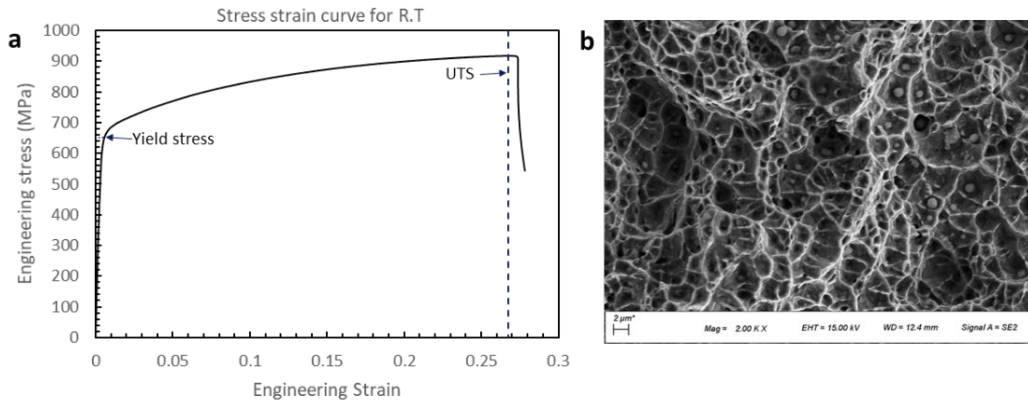 a
Stress strain curve for R.T
Engineering stress (MPa)
1000
900
800
700
600
500
400
300
200
100
0
UTS
Yield stress
0 0.05 0.1 0.15 0.2 0.25 0.3
Engineering Strain
b
2 µm*
Mag = 2.00 K X EHT = 15.00 kV WD = 12.4 mm Signal A = SE2